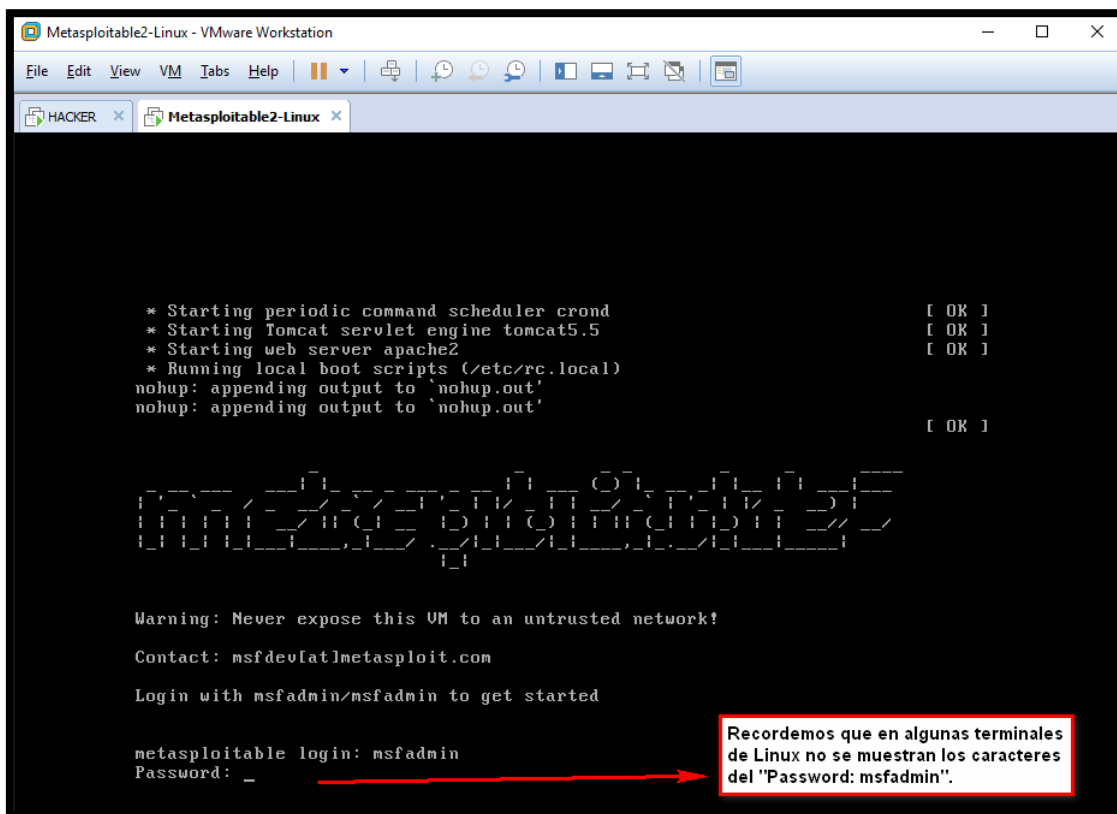 Metasploitable2-Linux - VMware Workstation
File Edit View VM Tabs Help
HACKER
Metasploitable2-Linux
* Starting periodic command scheduler crond [ OK ]
* Starting Tomcat servlet engine tomcat5.5 [ OK ]
* Starting web server apache2 [ OK ]
* Running local boot scripts (/etc/rc.local)
nohup: appending output to `nohup.out'
nohup: appending output to `nohup.out'
[ OK ]
metasploitable2
Warning: Never expose this VM to an untrusted network!
Contact: msfdev[at]metasploit.com
Login with msfadmin/msfadmin to get started
metasploitable login: msfadmin
Password: _
Recordemos que en algunas terminales
de Linux no se muestran los caracteres
del "Password: msfadmin".